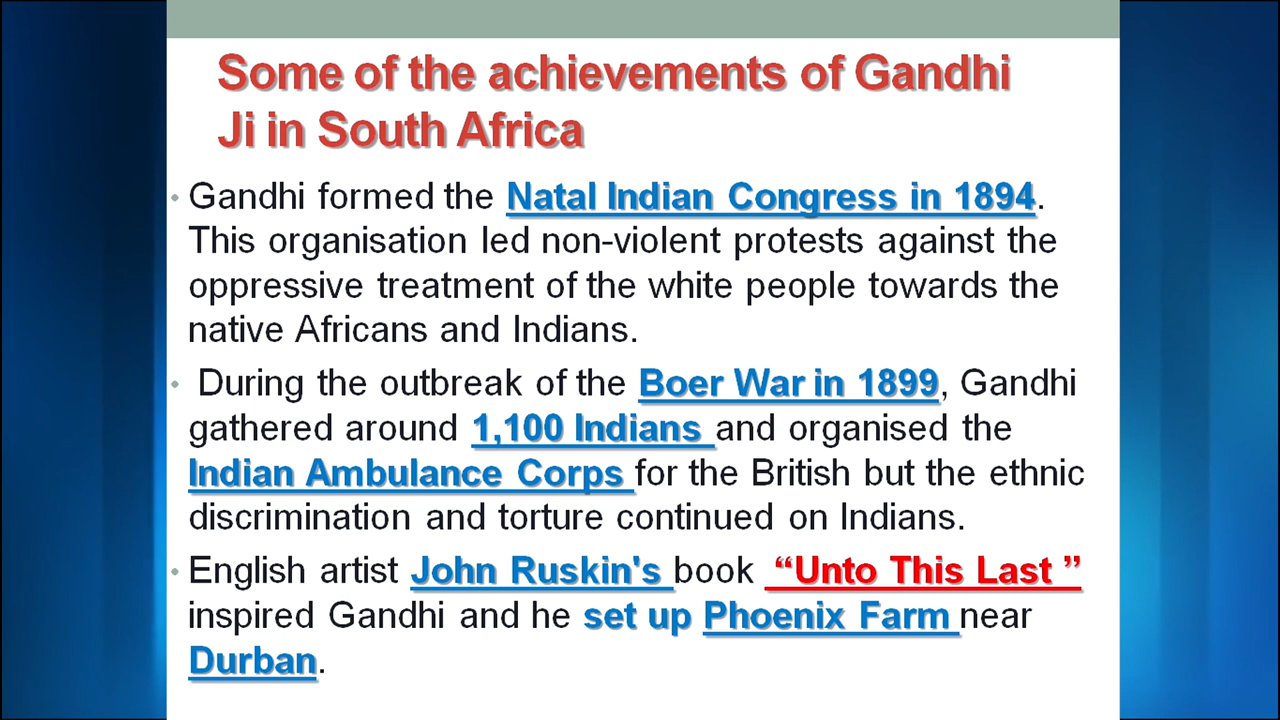 Some of the achievements of Gandhi
Ji in South Africa
• Gandhi formed the Natal Indian Congress in 1894.
This organisation led non-violent protests against the
oppressive treatment of the white people towards the
native Africans and Indians.
• During the outbreak of the Boer War in 1899, Gandhi
gathered around 1,100 Indians and organised the
Indian Ambulance Corps for the British but the ethnic
discrimination and torture continued on Indians.
• English artist John Ruskin's book “Unto This Last ”
inspired Gandhi and he set up Phoenix Farm near
Durban.